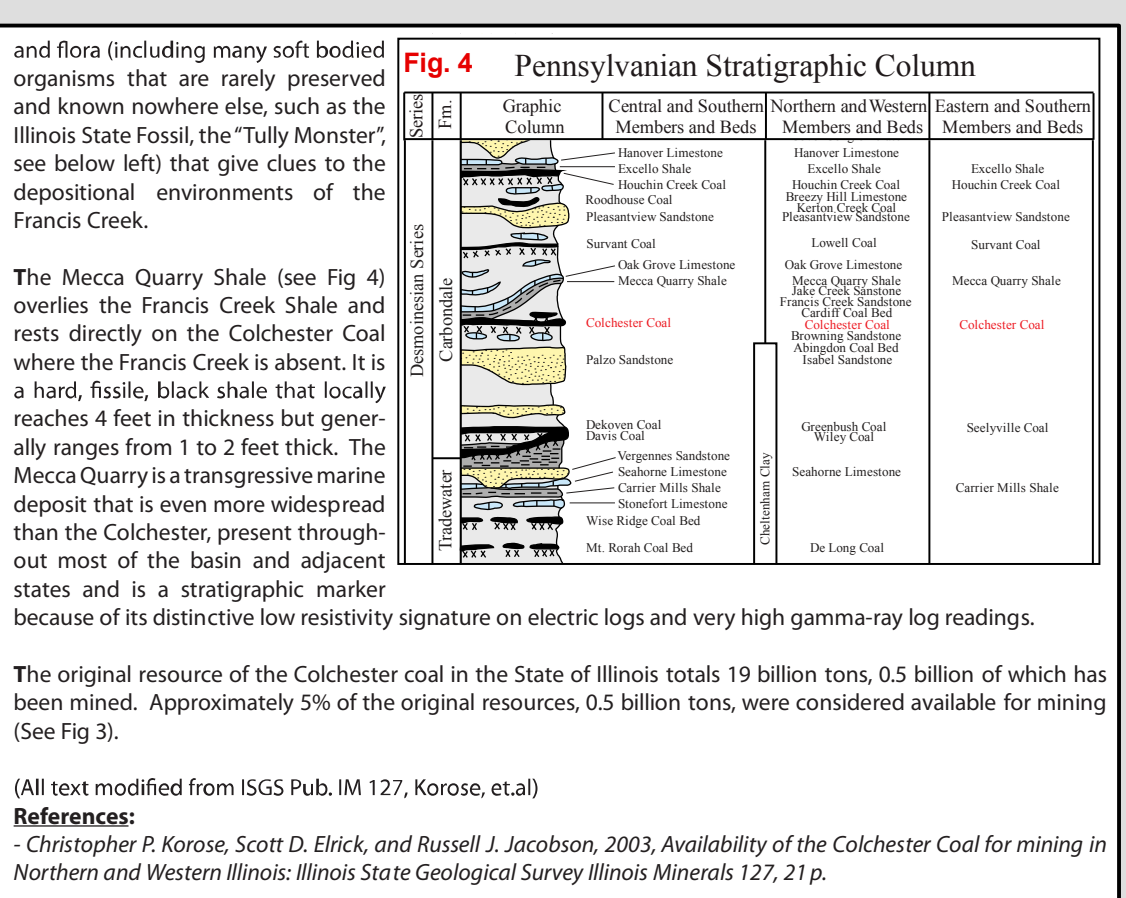 and flora (including many soft bodied
organisms that are rarely preserved
and known nowhere else, such as the
Illinois State Fossil, the “Tully Monster”,
see below left) that give clues to the
depositional environments of the
Francis Creek.
The Mecca Quarry Shale (see Fig 4)
overlies the Francis Creek Shale and
rests directly on the Colchester Coal
where the Francis Creek is absent. It is
a hard, fissile, black shale that locally
reaches 4 feet in thickness but gener-
ally ranges from 1 to 2 feet thick. The
Mecca Quarry is a transgressive marine
deposit that is even more widespread
than the Colchester, present through-
out most of the basin and adjacent
states and is a stratigraphic marker
because of its distinctive low resistivity signature on electric logs and very high gamma-ray log readings.
Fig. 4
Pennsylvanian Stratigraphic Column
Series
Fm.
Graphic
Column
Central and Southern
Members and Beds
Northern and Western
Members and Beds
Eastern and Southern
Members and Beds
Desmoinesian Series
Carbondale
Tradewater
Hanover Limestone
Excello Shale
Houchin Creek Coal
Roodhouse Coal
Pleasantview Sandstone
Survant Coal
Oak Grove Limestone
Mecca Quarry Shale
Colchester Coal
Palzo Sandstone
Dekoven Coal
Davis Coal
Vergennes Sandstone
Seahorne Limestone
Carrier Mills Shale
Stonefort Limestone
Wise Ridge Coal Bed
Mt. Rorah Coal Bed
Hanover Limestone
Excello Shale
Houchin Creek Coal
Breezy Hill Limestone
Kerton Creek Coal
Pleasantview Sandstone
Lowell Coal
Oak Grove Limestone
Mecca Quarry Shale
Jake Creek Sanstone
Francis Creek Sandstone
Cardiff Coal Bed
Colchester Coal
Browning Sandstone
Abingdon Coal Bed
Isabel Sandstone
Greenbush Coal
Wiley Coal
Seahorne Limestone
De Long Coal
Cheltenham Clay
Excello Shale
Houchin Creek Coal
Pleasantview Sandstone
Survant Coal
Mecca Quarry Shale
Colchester Coal
Seelyville Coal
Carrier Mills Shale
The original resource of the Colchester coal in the State of Illinois totals 19 billion tons, 0.5 billion of which has
been mined. Approximately 5% of the original resources, 0.5 billion tons, were considered available for mining
(See Fig 3).
(All text modified from ISGS Pub. IM 127, Korose, et.al)
References:
- Christopher P. Korose, Scott D. Elrick, and Russell J. Jacobson, 2003, Availability of the Colchester Coal for mining in
Northern and Western Illinois: Illinois State Geological Survey Illinois Minerals 127, 21 p.